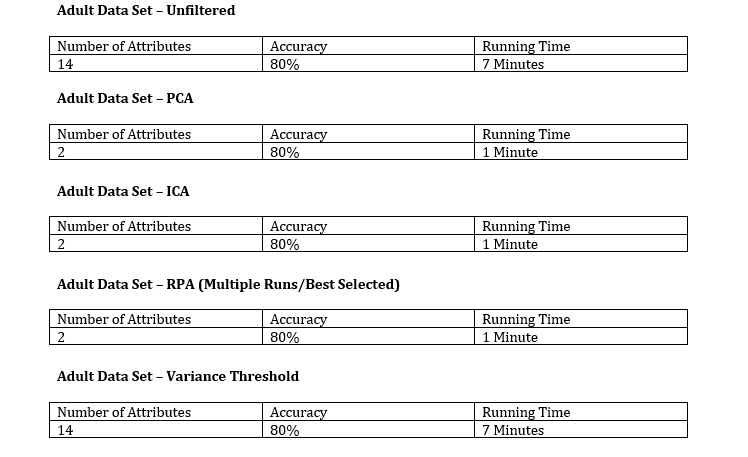 Adult Data Set – Unfiltered
Number of Attributes Accuracy Running Time
14 80% 7 Minutes
Adult Data Set – PCA
Number of Attributes Accuracy Running Time
2 80% 1 Minute
Adult Data Set – ICA
Number of Attributes Accuracy Running Time
2 80% 1 Minute
Adult Data Set – RPA (Multiple Runs/Best Selected)
Number of Attributes Accuracy Running Time
2 80% 1 Minute
Adult Data Set – Variance Threshold
Number of Attributes Accuracy Running Time
14 80% 7 Minutes